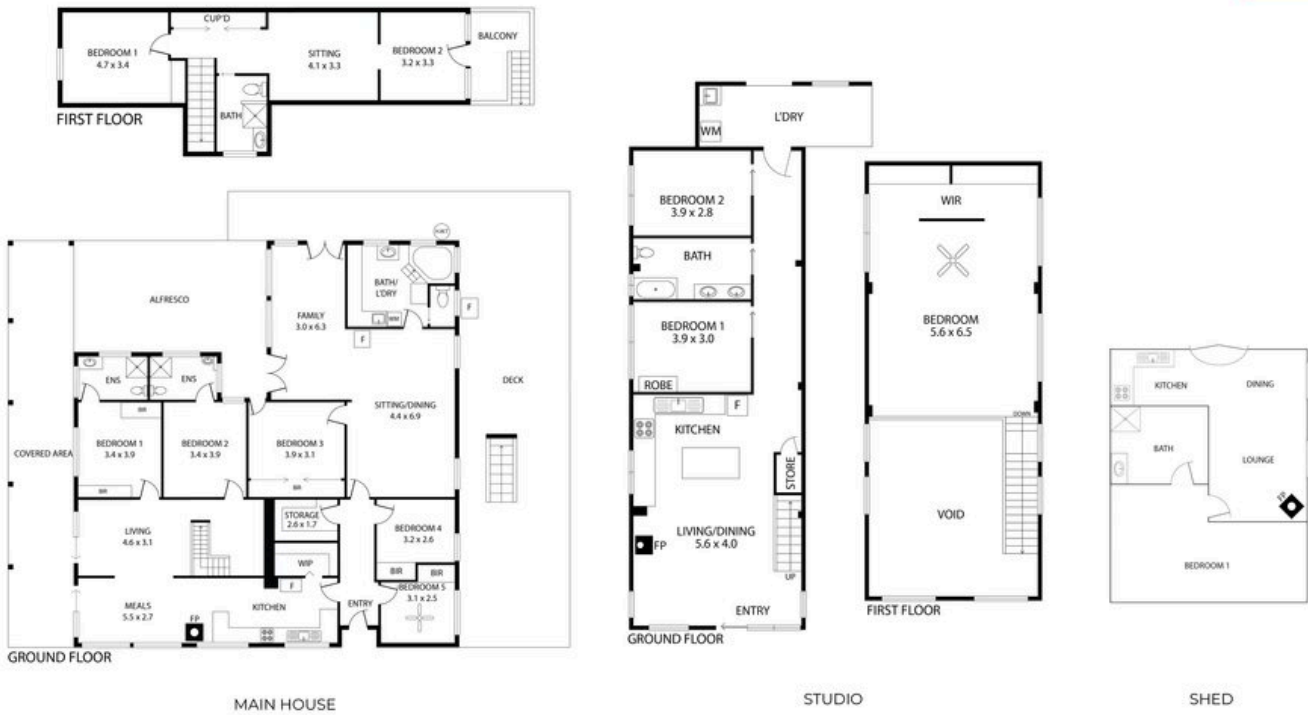 CUP'D
BEDROOM 1
4.7 x 3.4
SITTING
4.1 x 3.3
BEDROOM 2
3.2 x 3.3
BALCONY
BATH
FIRST FLOOR
ALFRESCO
FAMILY
3.0 x 6.3
BATH/
L'DRY
WM
HWT
F
F
ENS
ENS
DECK
SITTING/DINING
4.4 x 6.9
COVERED AREA
BIR
BEDROOM 1
3.4 x 3.9
BIR
BEDROOM 2
3.4 x 3.9
BEDROOM 3
3.9 x 3.1
BIR
LIVING
4.6 x 3.1
STORAGE
2.6 x 1.7
WIP
F
BEDROOM 4
3.2 x 2.6
BIR
BIR
BEDROOM 5
3.1 x 2.5
MEALS
5.5 x 2.7
FP
KITCHEN
ENTRY
GROUND FLOOR
MAIN HOUSE
WM
L'DRY
BEDROOM 2
3.9 x 2.8
BATH
BEDROOM 1
3.9 x 3.0
ROBE
F
KITCHEN
STORE
LIVING/DINING
5.6 x 4.0
FP
UP
ENTRY
GROUND FLOOR
WIR
BEDROOM
5.6 x 6.5
DOWN
VOID
FIRST FLOOR
STUDIO
KITCHEN
DINING
BATH
LOUNGE
FP
BEDROOM 1
SHED